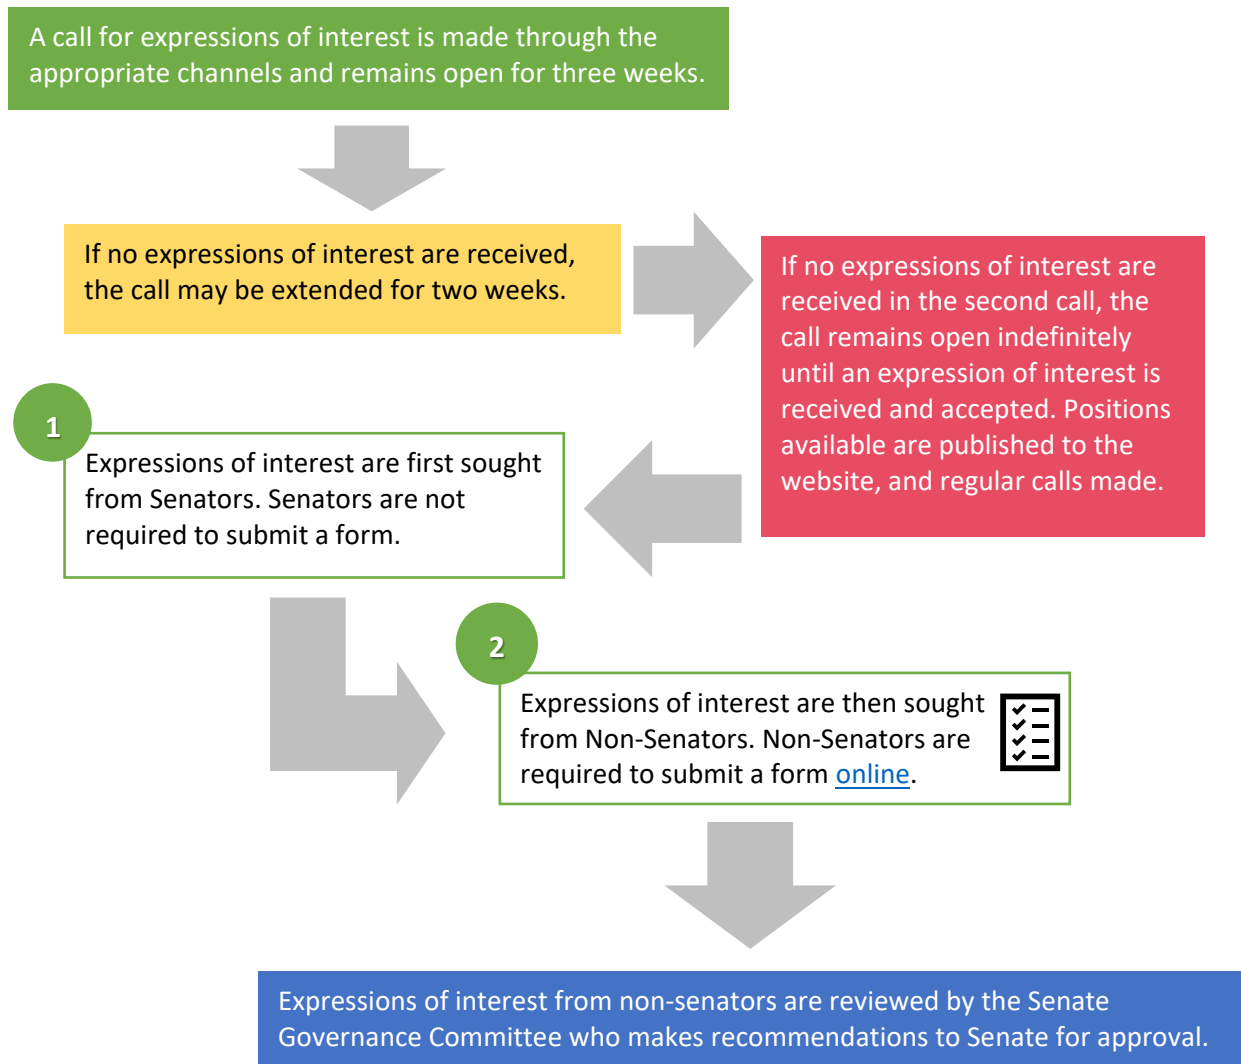 A call for expressions of interest is made through the
appropriate channels and remains open for three weeks.
If no expressions of interest are received,
the call may be extended for two weeks.
If no expressions of interest are
received in the second call, the
call remains open indefinitely
until an expression of interest is
received and accepted. Positions
available are published to the
website, and regular calls made.
1
Expressions of interest are first sought
from Senators. Senators are not
required to submit a form.
2
Expressions of interest are then sought
from Non-Senators. Non-Senators are
required to submit a form online.
Expressions of interest from non-senators are reviewed by the Senate
Governance Committee who makes recommendations to Senate for approval.